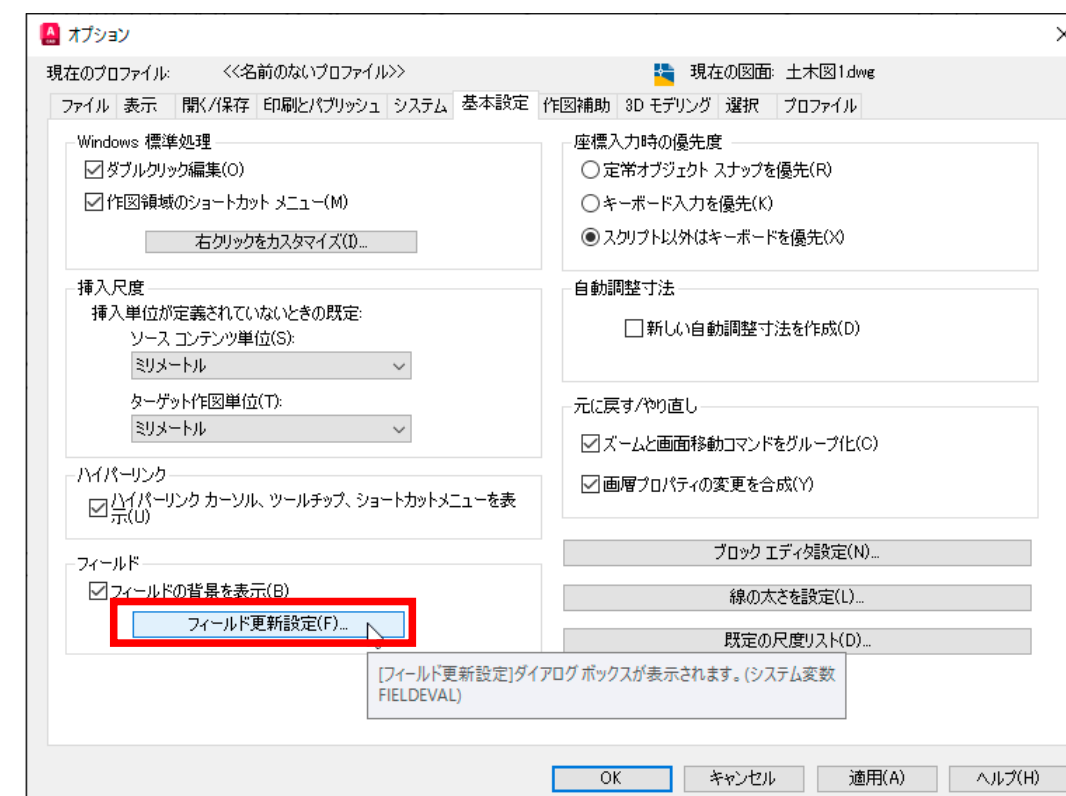 オプション
現在のプロファイル: <<名前のないプロファイル>> 現在の図面: 土木図1.dwg
ファイル 表示 開く/保存 印刷とパブリッシュ システム 基本設定 作図補助 3D モデリング 選択 プロファイル
Windows 標準処理
ダブルクリック編集(O)
作図領域のショートカット メニュー(M)
右クリックをカスタマイズ(I)...
挿入尺度
挿入単位が定義されていないときの既定:
ソース コンテンツ単位(S):
ミリメートル
ターゲット作図単位(T):
ミリメートル
ハイパーリンク
ハイパーリンク カーソル、ツールチップ、ショートカットメニューを表
示(U)
フィールド
フィールドの背景を表示(B)
フィールド更新設定(F)...
座標入力時の優先度
定常オブジェクト スナップを優先(R)
キーボード入力を優先(K)
スクリプト以外はキーボードを優先(X)
自動調整寸法
新しい自動調整寸法を作成(D)
元に戻す/やり直し
ズームと画面移動コマンドをグループ化(C)
画層プロパティの変更を合成(Y)
ブロック エディタ設定(N)...
線の太さを設定(L)...
既定の尺度リスト(D)...
[フィールド更新設定]ダイアログ ボックスが表示されます。(システム変数
FIELDEVAL)
OK キャンセル 適用(A) ヘルプ(H)